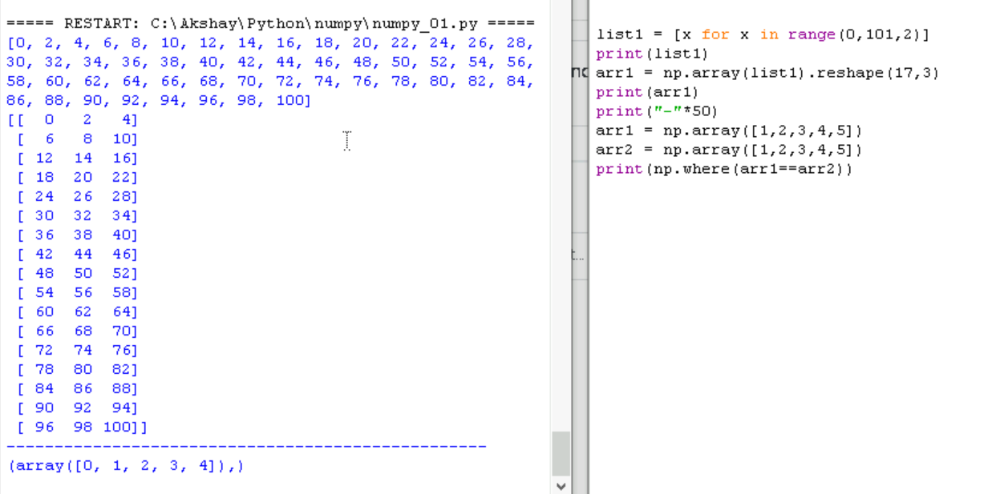 ===== RESTART: C:\Akshay\Python\numpy\numpy_01.py =====
[0, 2, 4, 6, 8, 10, 12, 14, 16, 18, 20, 22, 24, 26, 28,
30, 32, 34, 36, 38, 40, 42, 44, 46, 48, 50, 52, 54, 56,
58, 60, 62, 64, 66, 68, 70, 72, 74, 76, 78, 80, 82, 84,
86, 88, 90, 92, 94, 96, 98, 100]
[[  0   2   4]
 [  6   8  10]
 [ 12  14  16]
 [ 18  20  22]
 [ 24  26  28]
 [ 30  32  34]
 [ 36  38  40]
 [ 42  44  46]
 [ 48  50  52]
 [ 54  56  58]
 [ 60  62  64]
 [ 66  68  70]
 [ 72  74  76]
 [ 78  80  82]
 [ 84  86  88]
 [ 90  92  94]
 [ 96  98 100]]
--------------------------------------------------
(array([0, 1, 2, 3, 4]),)
list1 = [x for x in range(0,101,2)]
print(list1)
arr1 = np.array(list1).reshape(17,3)
print(arr1)
print("-"*50)
arr1 = np.array([1,2,3,4,5])
arr2 = np.array([1,2,3,4,5])
print(np.where(arr1==arr2))